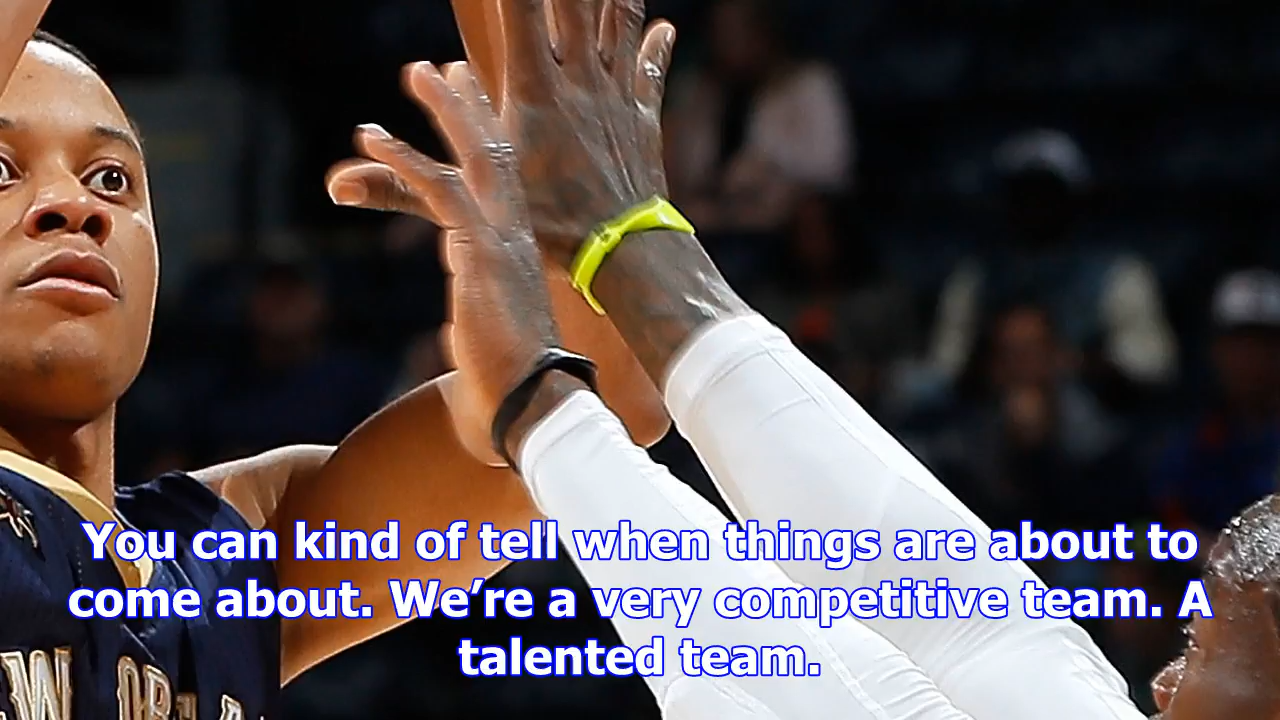 You can kind of tell when things are about to
come about. We’re a very competitive team. A
talented team.